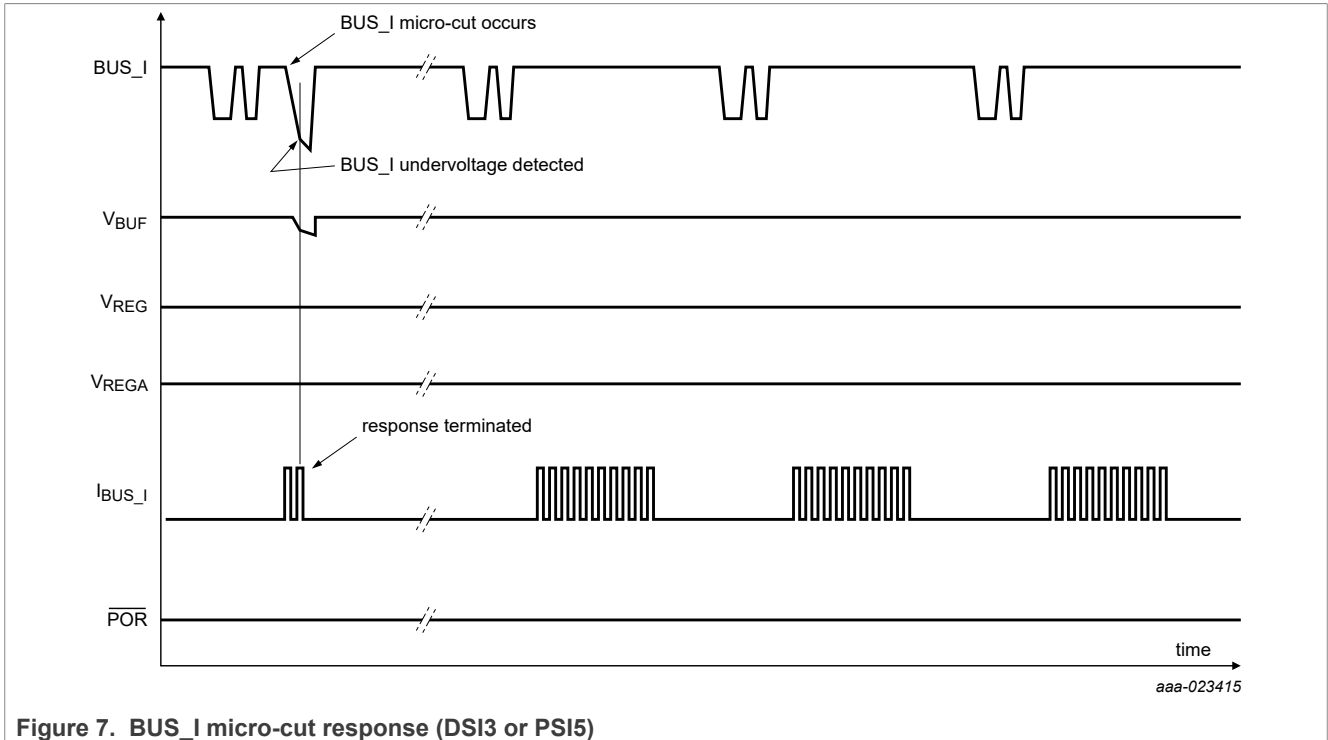 BUS_I micro-cut occurs
BUS_I
BUS_I undervoltage detected
VBUF
VREG
VREGA
response terminated
IBUS_I
POR
time
aaa-023415
Figure 7. BUS_I micro-cut response (DSI3 or PSI5)